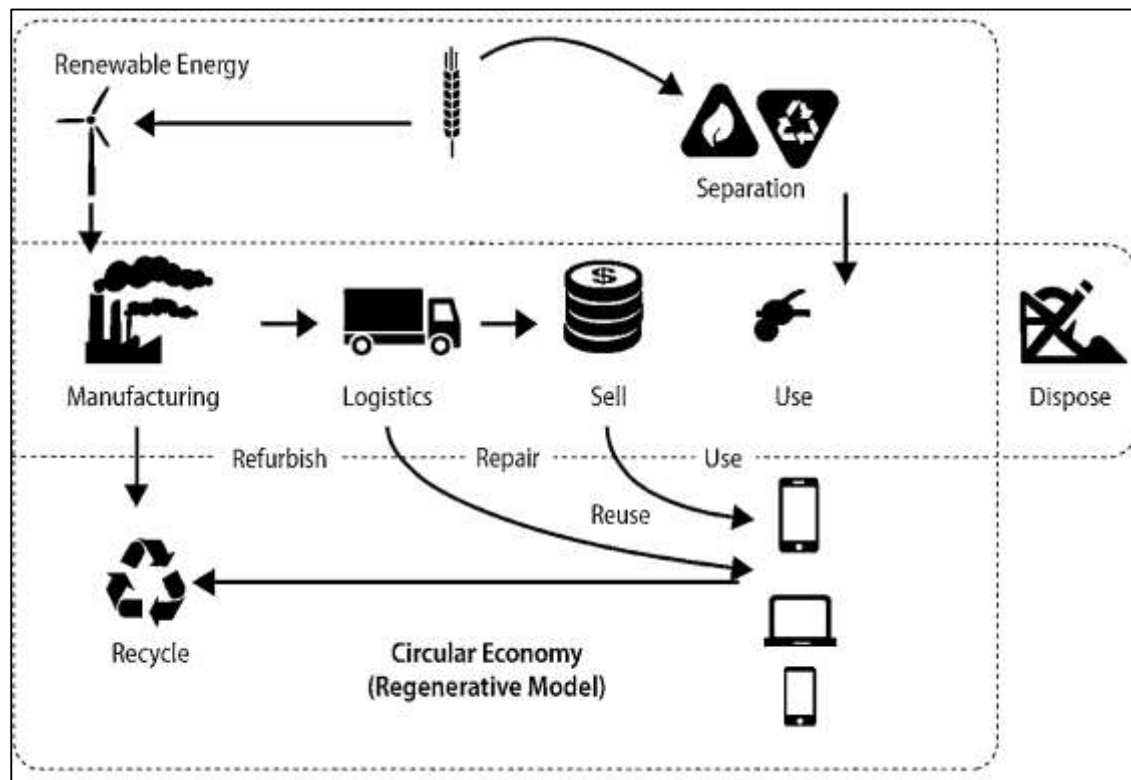 Renewable Energy
Separation
$
Manufacturing
Logistics
Sell
Use
Dispose
Refurbish
Repair
Use
Reuse
Recycle
Circular Economy
(Regenerative Model)